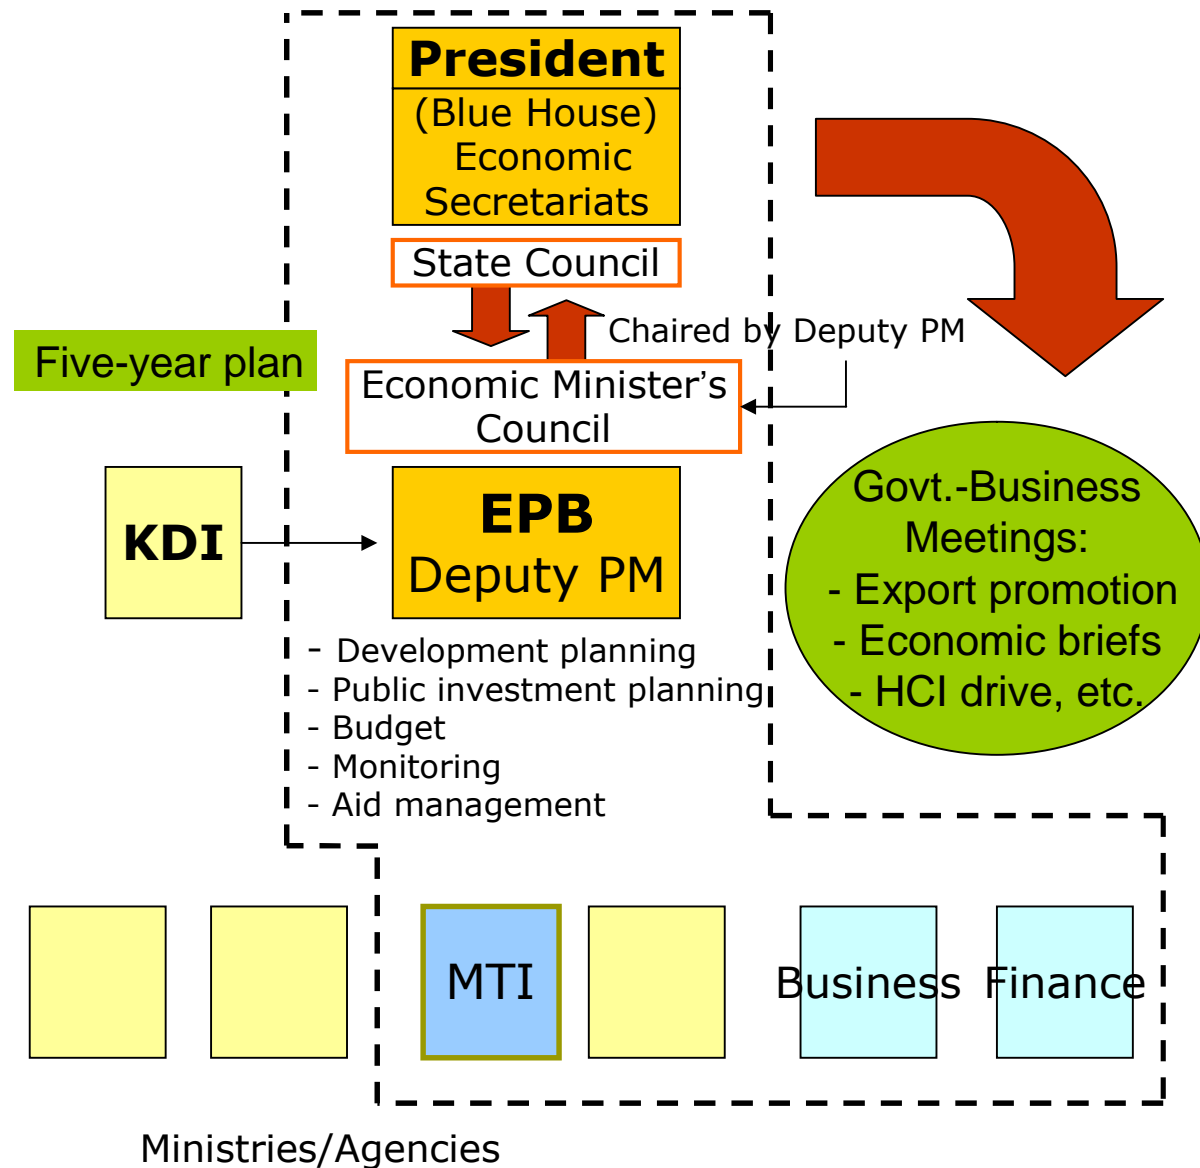 President
(Blue House)
Economic
Secretariats
State Council
Chaired by Deputy PM
Five-year plan
Economic Minister’s
Council
KDI
EPB
Deputy PM
Govt.-Business
Meetings:
- Export promotion
- Economic briefs
- HCI drive, etc.
- Development planning
- Public investment planning
- Budget
- Monitoring
- Aid management
MTI
Business
Finance
Ministries/Agencies